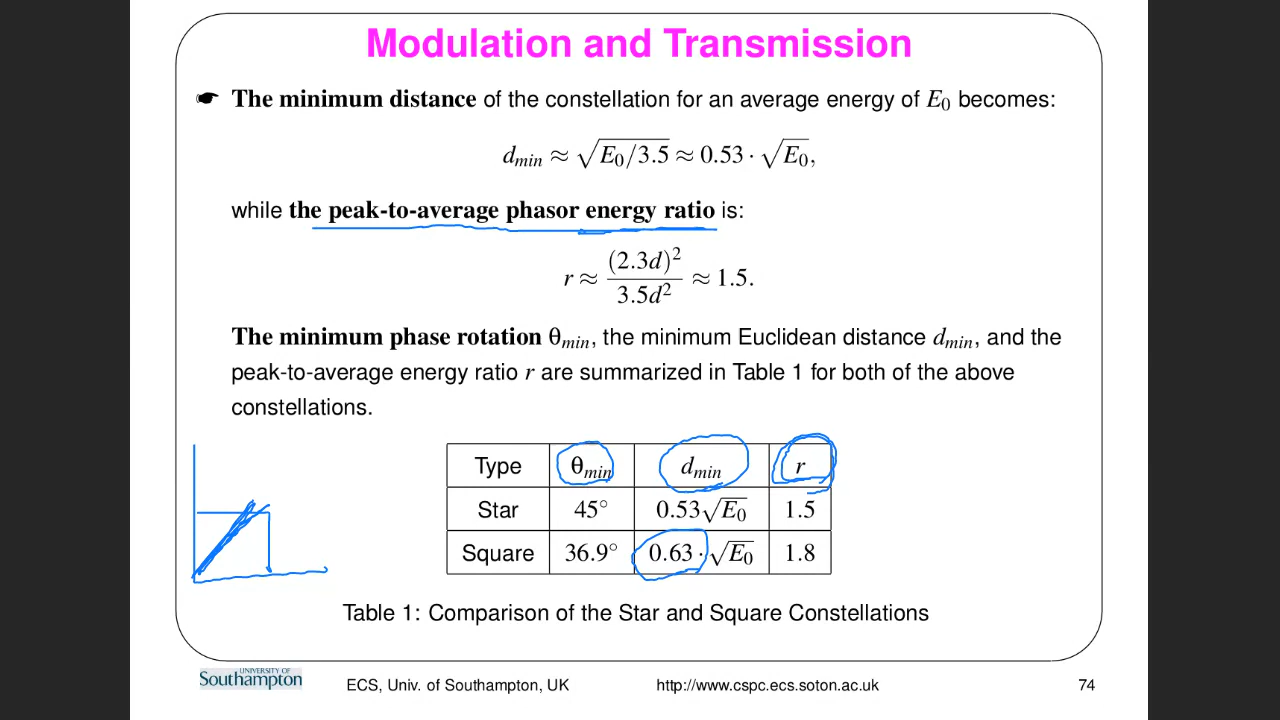 Modulation and Transmission
☛ The minimum distance of the constellation for an average energy of E₀ becomes:
dₘᵢₙ ≈ √(E₀/3.5) ≈ 0.53 · √E₀,
while the peak-to-average phasor energy ratio is:
r ≈ (2.3d)² / 3.5d² ≈ 1.5.
The minimum phase rotation θₘᵢₙ, the minimum Euclidean distance dₘᵢₙ, and the
peak-to-average energy ratio r are summarized in Table 1 for both of the above
constellations.
Type θₘᵢₙ dₘᵢₙ r
Star 45° 0.53√E₀ 1.5
Square 36.9° 0.63 · √E₀ 1.8
Table 1: Comparison of the Star and Square Constellations
UNIVERSITY OF
Southampton
ECS, Univ. of Southampton, UK http://www.cspc.ecs.soton.ac.uk 74